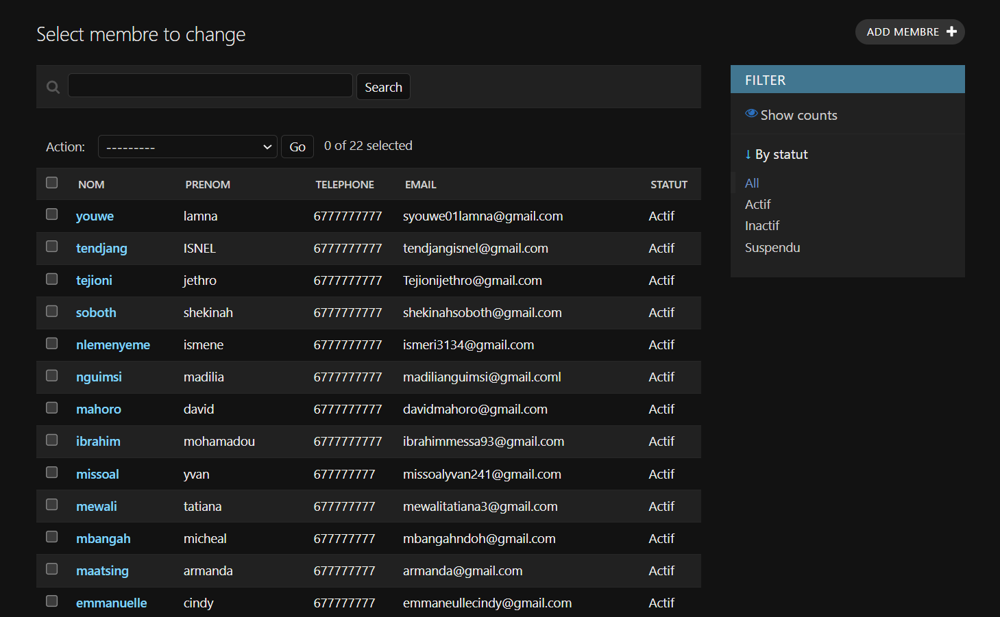 Select membre to change
ADD MEMBRE
Search
FILTER
Show counts
By statut
All
Actif
Inactif
Suspendu
Action: --------- Go 0 of 22 selected
NOM PRENOM TELEPHONE EMAIL STATUT
youwe lamna 6777777777 syouwe01lamna@gmail.com Actif
tendjang ISNEL 6777777777 tendjangisnel@gmail.com Actif
tejioni jethro 6777777777 Tejionijethro@gmail.com Actif
soboth shekinah 6777777777 shekinahsoboth@gmail.com Actif
nlemenyeme ismene 6777777777 ismeri3134@gmail.com Actif
nguimsi madilia 6777777777 madilianguimsi@gmail.coml Actif
mahoro david 6777777777 davidmahoro@gmail.com Actif
ibrahim mohamadou 6777777777 ibrahimmessa93@gmail.com Actif
missoal yvan 677777777 missoalyvan241@gmail.com Actif
mewali tatiana 677777777 mewalitatiana3@gmail.com Actif
mbangah micheal 677777777 mbangahndoh@gmail.com Actif
maatsing armanda 677777777 armanda@gmail.com Actif
emmanuelle cindy 677777777 emmaneullecindy@gmail.com Actif